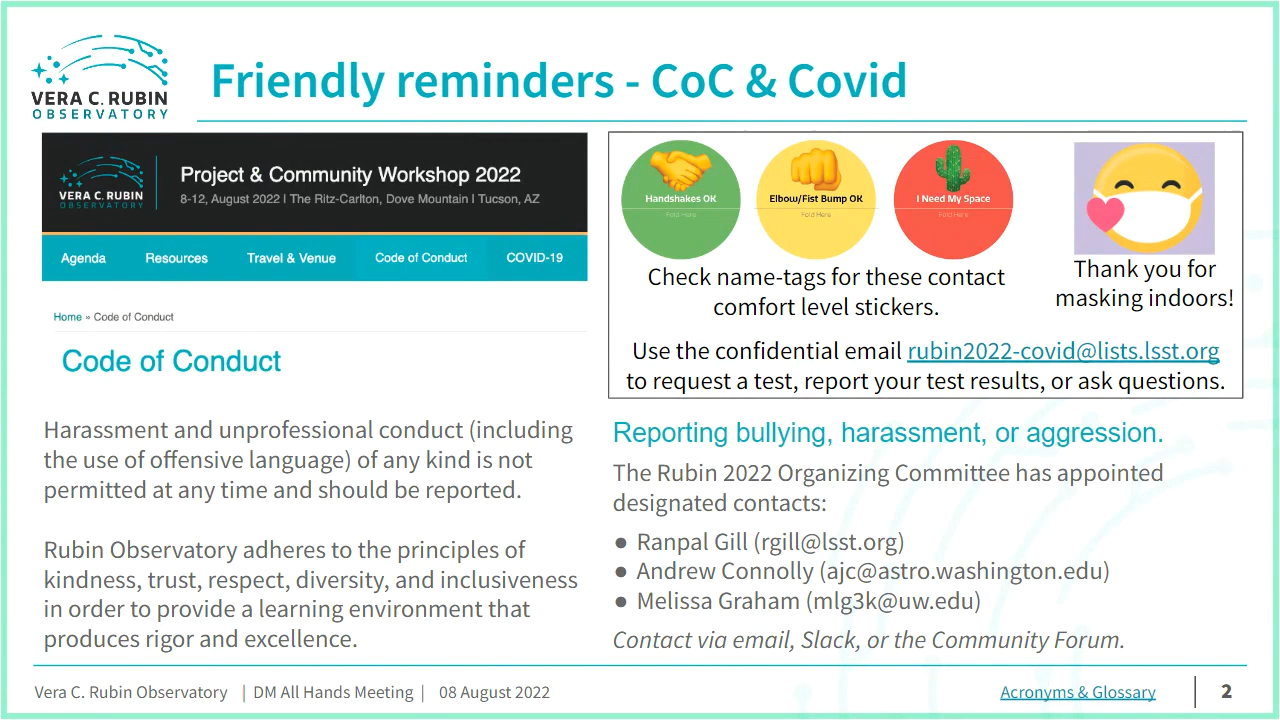 VERA C. RUBIN
OBSERVATORY
Friendly reminders - CoC & Covid
VERA C. RUBIN
OBSERVATORY
Project & Community Workshop 2022
8-12, August 2022 I The Ritz-Carlton, Dove Mountain I Tucson, AZ
Agenda Resources Travel & Venue Code of Conduct COVID-19
Home » Code of Conduct
Code of Conduct
Harassment and unprofessional conduct (including
the use of offensive language) of any kind is not
permitted at any time and should be reported.
Rubin Observatory adheres to the principles of
kindness, trust, respect, diversity, and inclusiveness
in order to provide a learning environment that
produces rigor and excellence.
Handshakes OK
Fold Here
Elbow/Fist Bump OK
Fold Here
I Need My Space
Fold Here
Check name-tags for these contact
comfort level stickers.
Thank you for
masking indoors!
Use the confidential email rubin2022-covid@lists.lsst.org
to request a test, report your test results, or ask questions.
Reporting bullying, harassment, or aggression.
The Rubin 2022 Organizing Committee has appointed
designated contacts:
● Ranpal Gill (rgill@lsst.org)
● Andrew Connolly (ajc@astro.washington.edu)
● Melissa Graham (mlg3k@uw.edu)
Contact via email, Slack, or the Community Forum.
Vera C. Rubin Observatory | DM All Hands Meeting | 08 August 2022
Acronyms & Glossary | 2